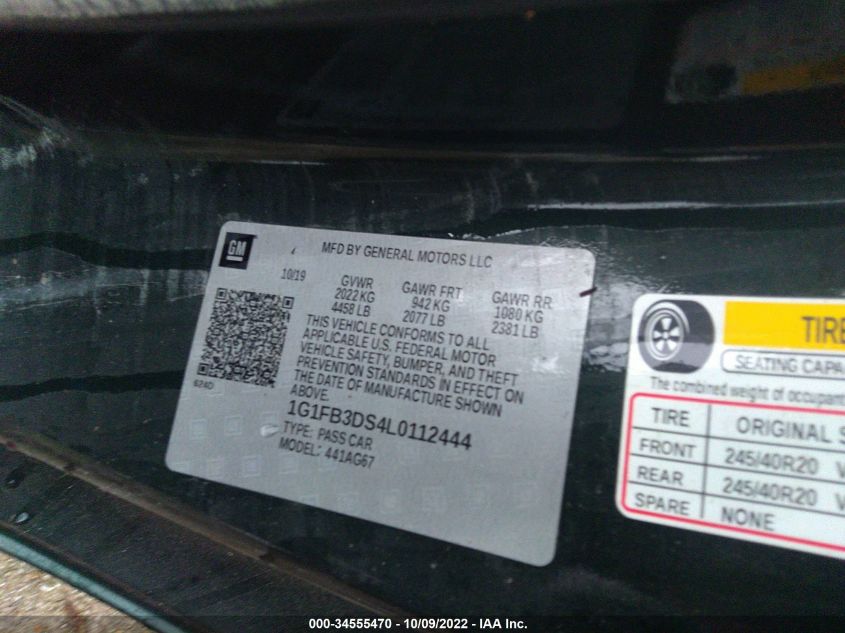 GM
MFD BY GENERAL MOTORS LLC
10/19
GVWR
2022 KG
4458 LB
GAWR FRT
942 KG
2077 LB
GAWR RR
1080 KG
2381 LB
THIS VEHICLE CONFORMS TO ALL
APPLICABLE U.S. FEDERAL MOTOR
VEHICLE SAFETY, BUMPER, AND THEFT
PREVENTION STANDARDS IN EFFECT ON
THE DATE OF MANUFACTURE SHOWN
ABOVE.
624D
1G1FB3DS4L0112444
TYPE: PASS CAR
MODEL: 441AG67
TIRE
SEATING CAPA
The combined weight of occupant
TIRE ORIGINAL S
FRONT 245/40R20 V
REAR 245/40R20 V
SPARE NONE
000-34555470 - 10/09/2022 - IAA Inc.